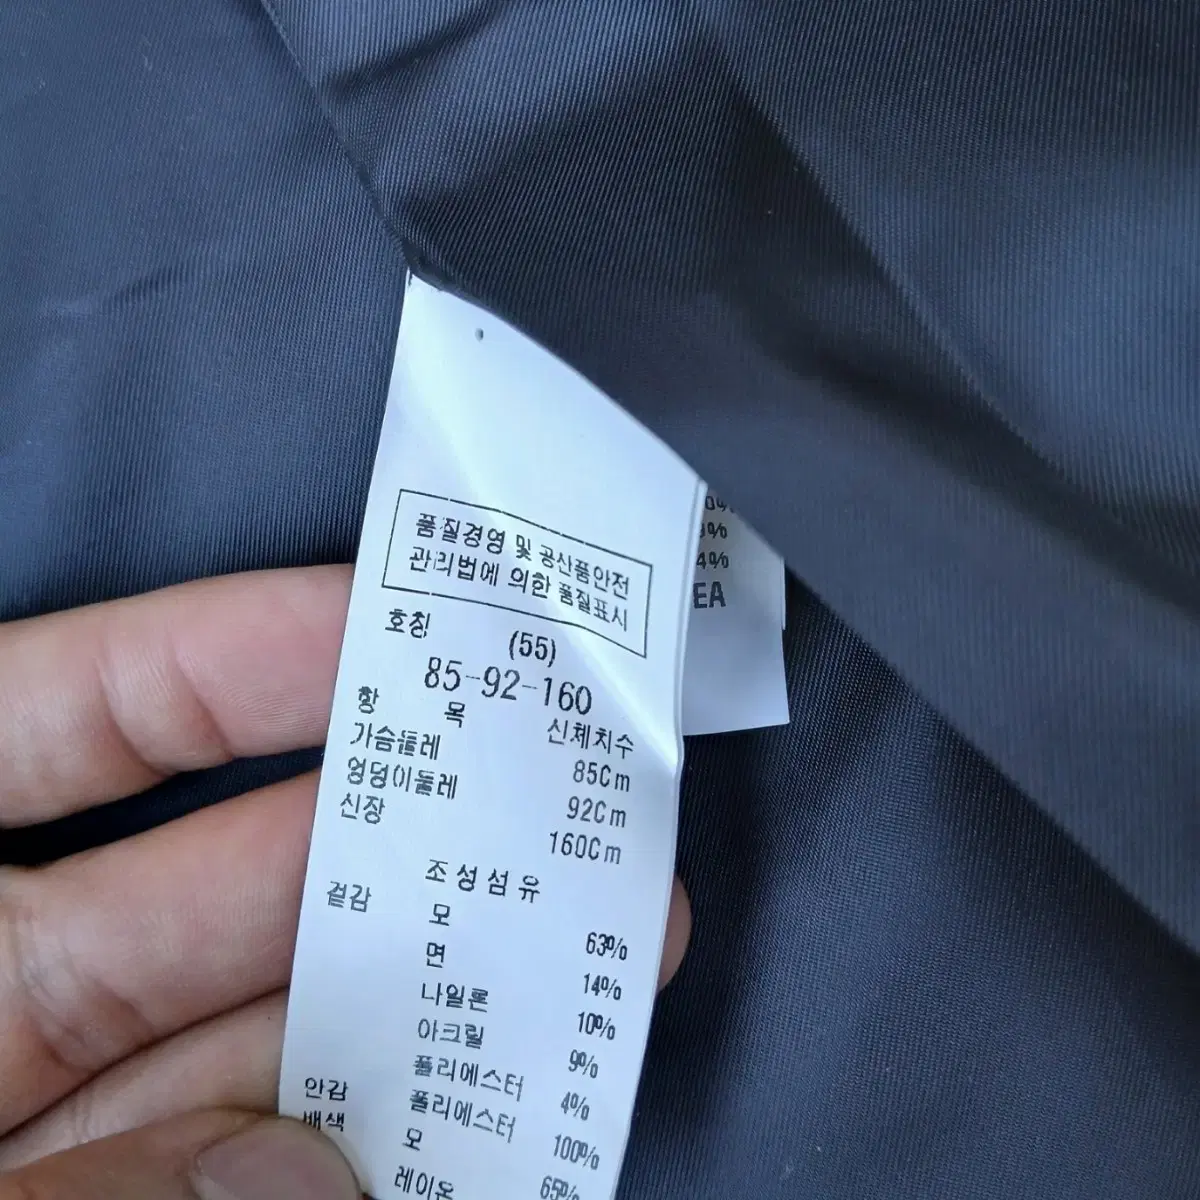 품질경영 및 공산품안전
관리법에 의한 품질표시
호칭 (55)
85-92-160
항 목 신체치수
가슴둘레 85Cm
엉덩이둘레 92Cm
신장 160Cm
조성섬유
겉감 모 63%
면 14%
나일론 10%
아크릴 9%
폴리에스터 4%
안감 폴리에스터 100%
배색 모 65%
레이온
9%
4%
EA